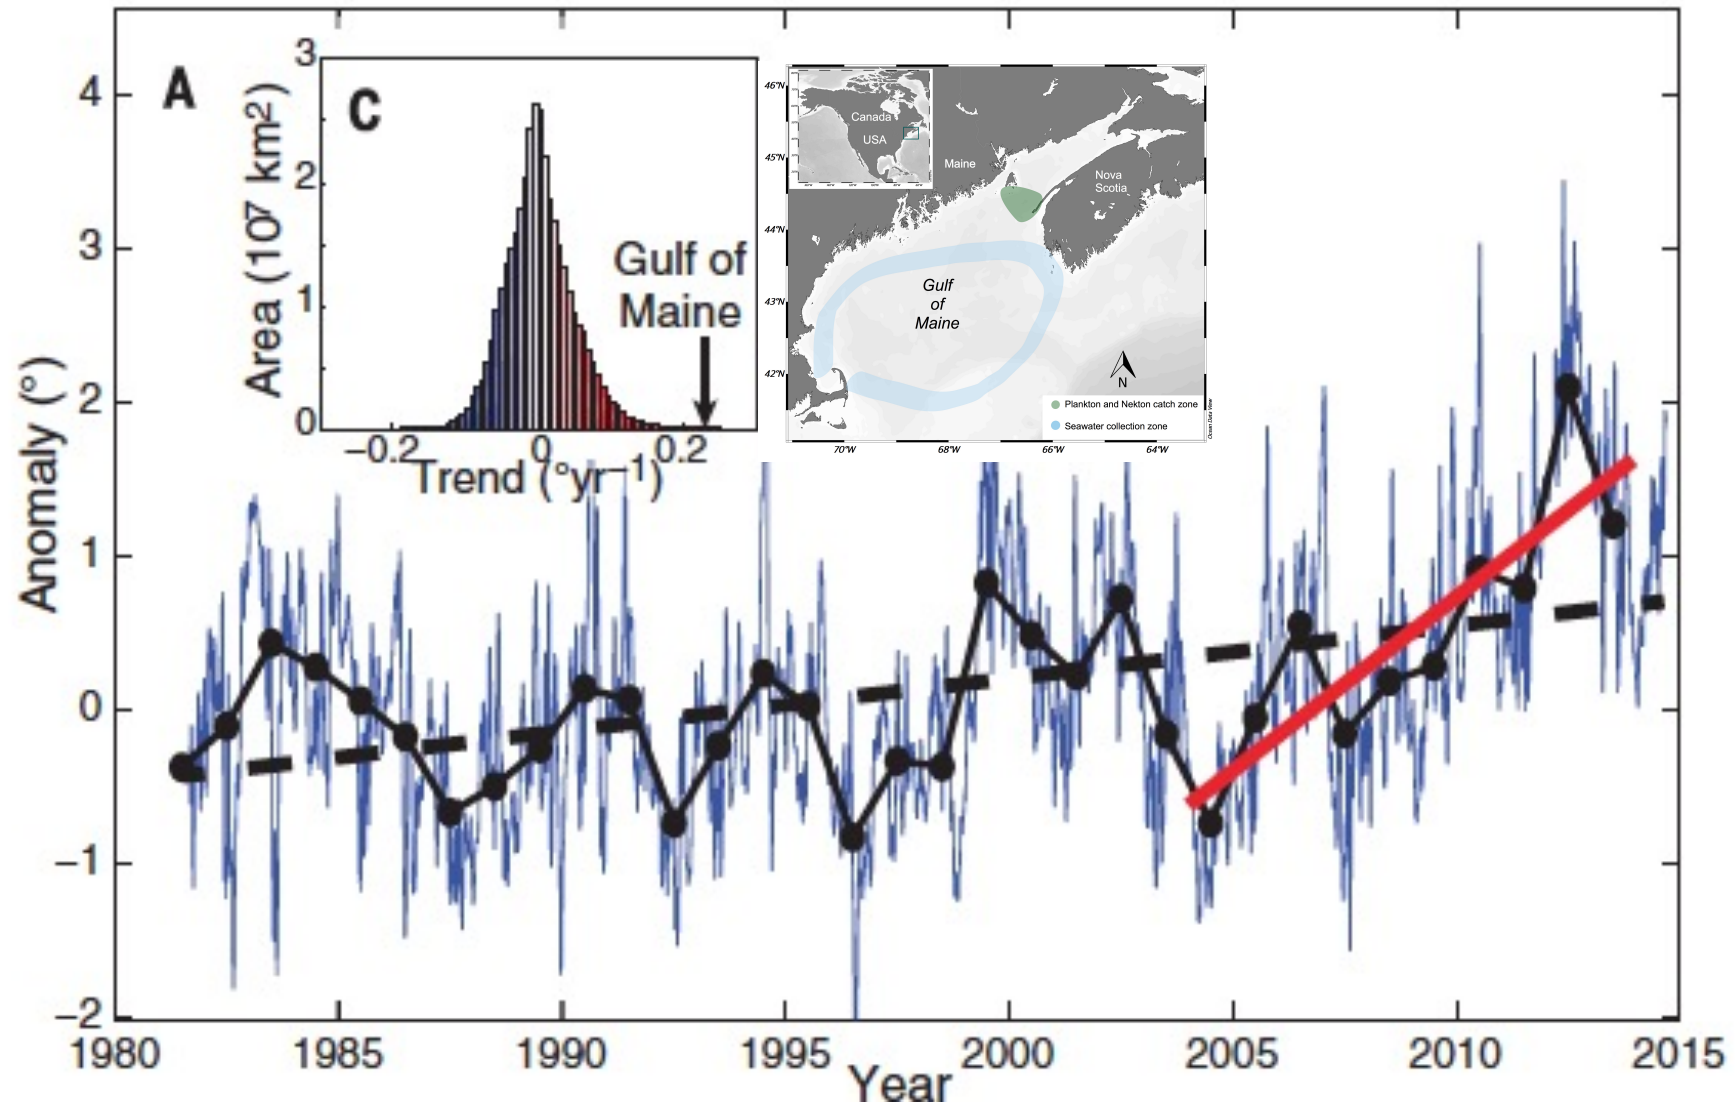 A
C
Anomaly (°)
4
3
2
1
0
−1
−2
1980
1985
1990
1995
2000
2005
2010
2015
Year
Area (107 km2)
3
2
1
0
−0.2
0
0.2
Trend (°yr−1)
Gulf of
Maine
46°N
45°N
44°N
43°N
42°N
70°W
68°W
66°W
64°W
Canada
USA
Maine
Nova
Scotia
Gulf
of
Maine
N
Plankton and Nekton catch zone
Seawater collection zone
Ocean Data View